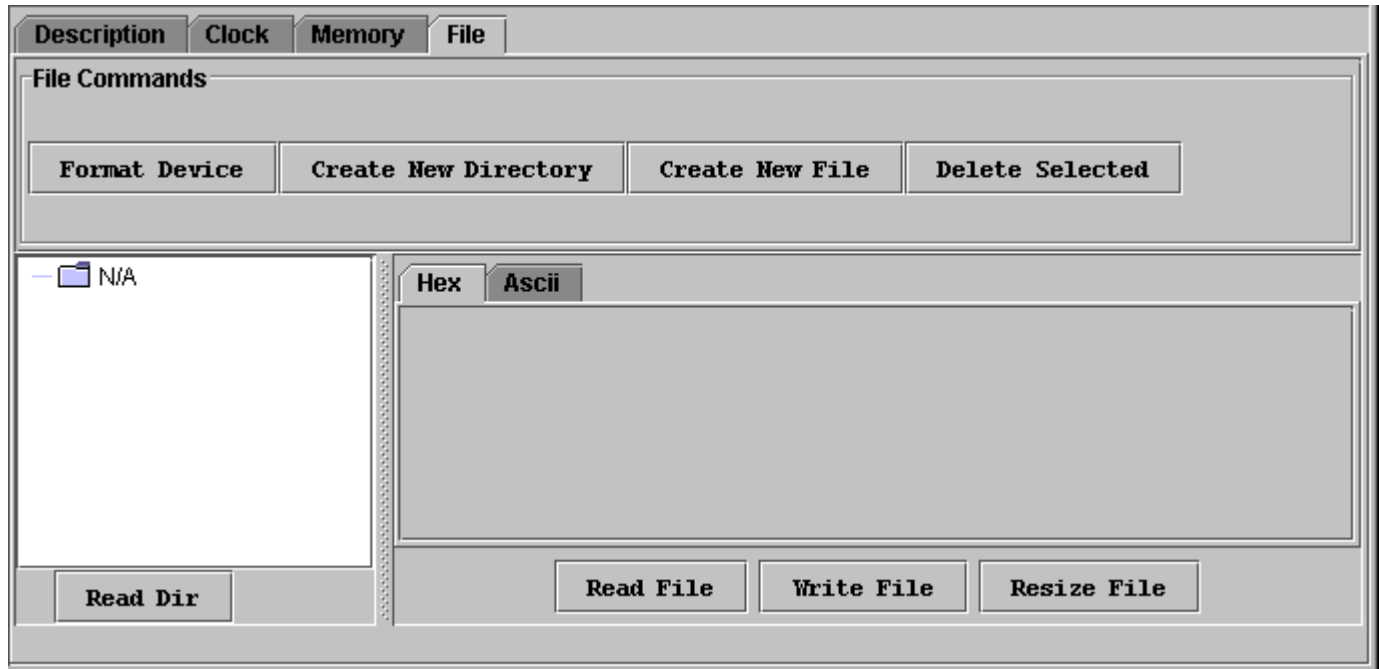 Description Clock Memory File
File Commands
Format Device Create New Directory Create New File Delete Selected
N/A
Hex Ascii
Read Dir
Read File Write File Resize File